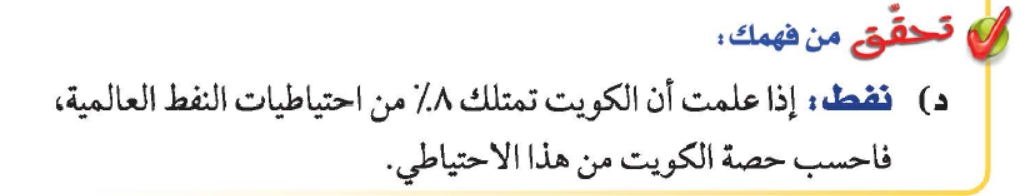 تحقّق من فهمك:
د) نفط: إذا علمت أن الكويت تمتلك ٨٪ من احتياطيات النفط العالمية،
فاحسب حصة الكويت من هذا الاحتياطي.